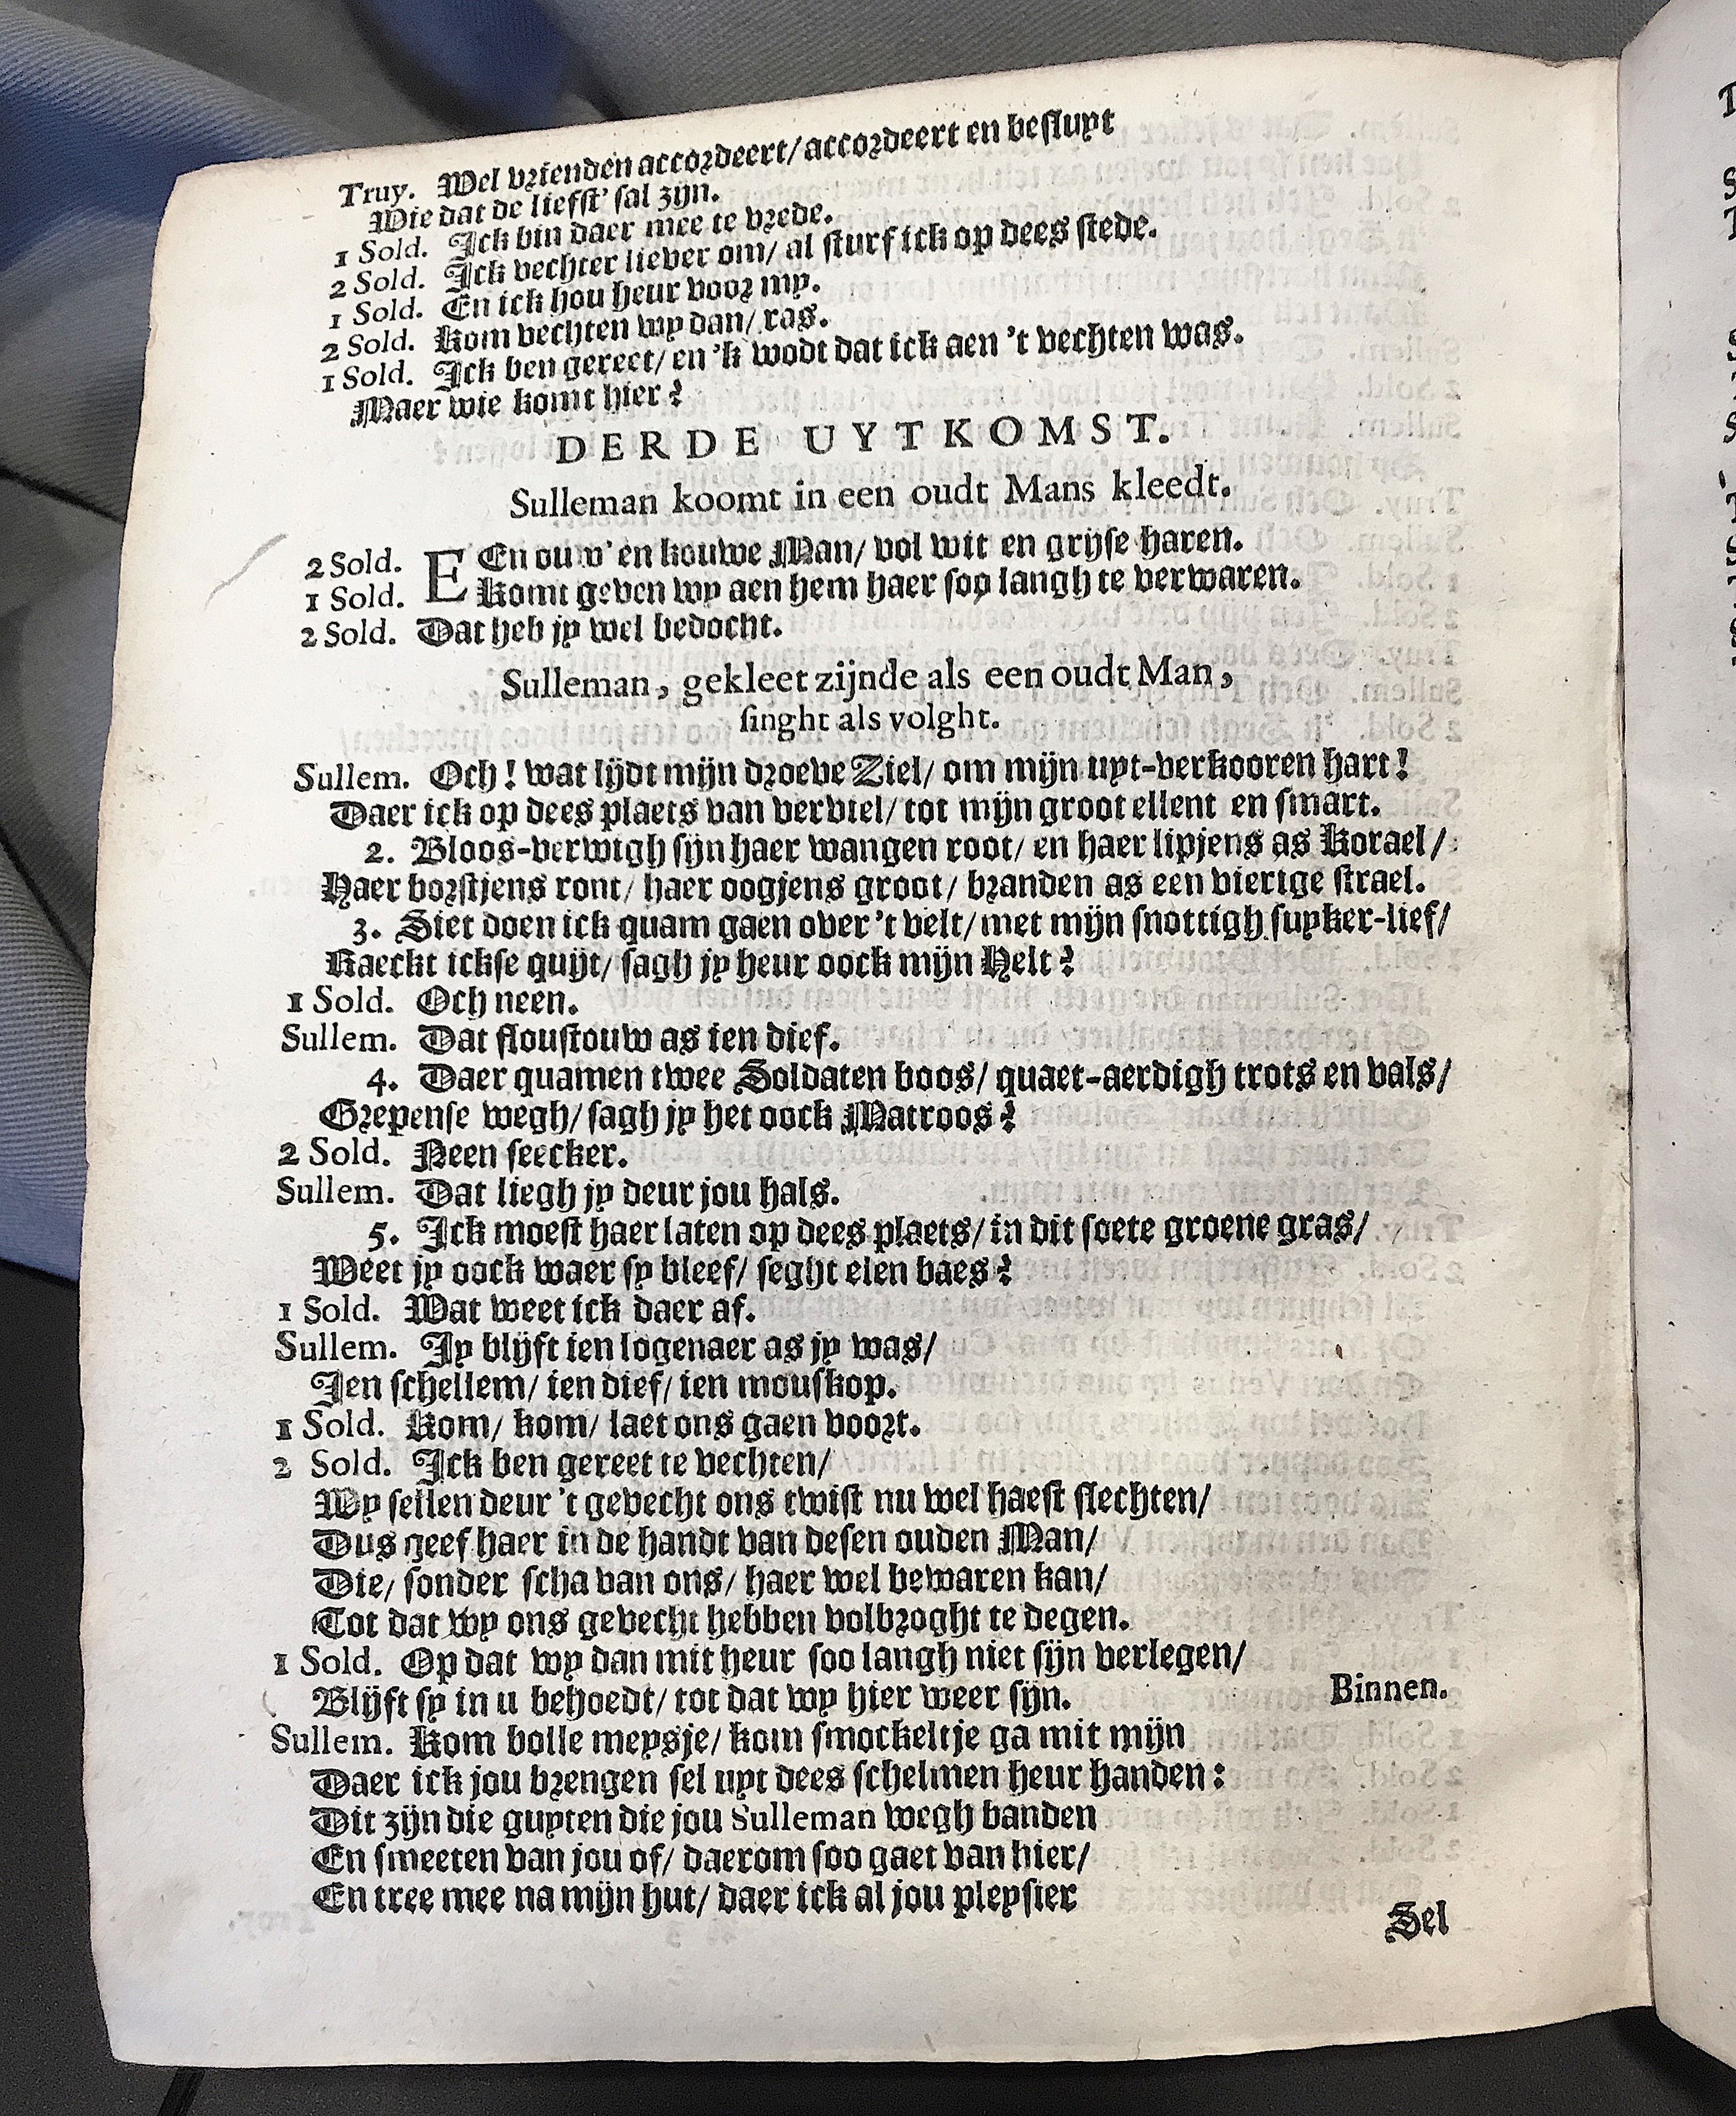 Truy. Wel vrienden accordeert/ accordeert en besluyt
Wie dat de liefst' sal zijn.
1 Sold. Ick bin daer mee te vrede.
2 Sold. Ick vechter liever om/ al sturf ick op dees stede.
1 Sold. En ick hou heur voor my.
2 Sold. Kom vechten wy dan/ ras.
1 Sold. Ick ben gereet/ en 'k wodt dat ick aen 't vechten was.
Maer wie komt hier?
DERDE UYTKOMST.
Sulleman koomt in een oudt Mans kleedt.
2 Sold. EEn ouw' en kouwe Man/ vol wit en grijse haren.
1 Sold. Komt geven wy aen hem haer soo langh te verwaren.
2 Sold. Dat heb jy wel bedocht.
Sulleman, gekleet zijnde als een oudt Man,
singht als volght.
Sullem. Och! wat lijdt mijn droeve Ziel/ om mijn uyt-verkooren hart!
Daer ick op dees plaets van verviel/ tot mijn groot ellent en smart.
2. Bloos-verwigh sijn haer wangen root/ en haer lipjens as Korael/
Haer borstjens ront/ haer oogjens groot/ branden as een vierige strael.
3. Siet doen ick quam gaen over 't velt/ met mijn snottigh suyker-lief/
Raeckt ickse quijt/ sagh jy heur oock mijn Helt?
1 Sold. Och neen.
Sullem. Dat floustouw as ien dief.
4. Daer quamen twee Soldaten boos/ quaet-aerdigh trots en vals/
Grepense wegh/ sagh jy het oock Matroos?
2 Sold. Neen seecker.
Sullem. Dat liegh jy deur jou hals.
5. Ick moest haer laten op dees plaets/ in dit soete groene gras/
Weet jy oock waer sy bleef/ seght elen baes?
1 Sold. Wat weet ick daer af.
Sullem. Jy blijft ien logenaer as jy was/
Ien schellem/ ien dief/ ien mouskop.
1 Sold. Kom/ kom/ laet ons gaen voort.
2 Sold. Ick ben gereet te vechten/
Wy sellen deur 't gevecht ons twist nu wel haest slechten/
Dus geef haer in de handt van desen ouden Man/
Die/ sonder scha van ons/ haer wel bewaren kan/
Tot dat wy ons gevecht hebben volbroght te degen.
1 Sold. Op dat wy dan mit heur soo langh niet sijn verlegen/
Blijft sy in u behoedt/ tot dat wy hier weer sijn. Binnen.
Sullem. Kom bolle meysje/ kom smockeltje ga mit mijn
Daer ick jou brengen sel uyt dees schelmen heur handen:
Dit zijn die guyten die jou Sulleman wegh banden
En smeeten van jou of/ daerom soo gaet van hier/
En tree mee na mijn hut/ daer ick al jou pleysier
Sel